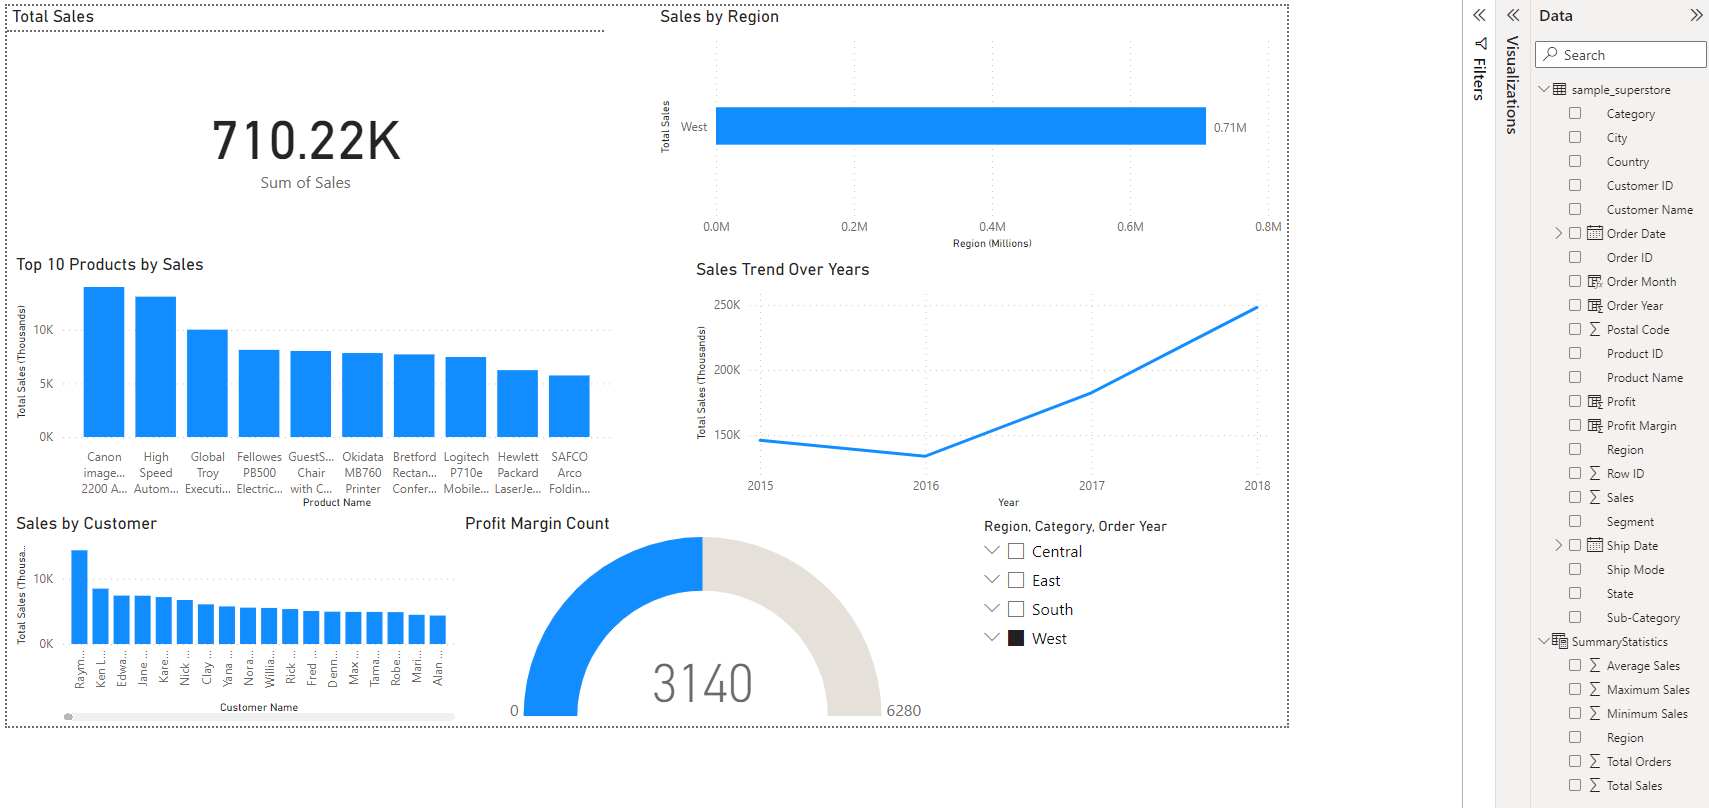 Total Sales
710.22K
Sum of Sales
Sales by Region
Total Sales
West
0.71M
0.0M 0.2M 0.4M 0.6M 0.8M
Region (Millions)
Top 10 Products by Sales
Total Sales (Thousands)
10K
5K
0K
Canon image... 2200 A...
High Speed Autom...
Global Troy Executi...
Fellowes PB500 Electric...
GuestS... Chair with C...
Okidata MB760 Printer
Bretford Rectan... Confer...
Logitech P710e Mobile...
Hewlett Packard LaserJe...
SAFCO Arco Foldin...
Product Name
Sales Trend Over Years
Total Sales (Thousands)
250K
200K
150K
2015 2016 2017 2018
Year
Sales by Customer
Total Sales (Thousa...
10K
0K
Raym...
Ken L...
Edwa...
Jane ...
Kare...
Nick ...
Clay ...
Yana ...
Nora...
Willia...
Rick ...
Fred ...
Denn...
Max ...
Tama...
Robe...
Mari...
Alan ...
Customer Name
Profit Margin Count
3140
0
6280
Region, Category, Order Year
Central
East
South
West
Filters
Visualizations
Data
Search
sample_superstore
Category
City
Country
Customer ID
Customer Name
Order Date
Order ID
Order Month
Order Year
Postal Code
Product ID
Product Name
Profit
Profit Margin
Region
Row ID
Sales
Segment
Ship Date
Ship Mode
State
Sub-Category
SummaryStatistics
Average Sales
Maximum Sales
Minimum Sales
Region
Total Orders
Total Sales